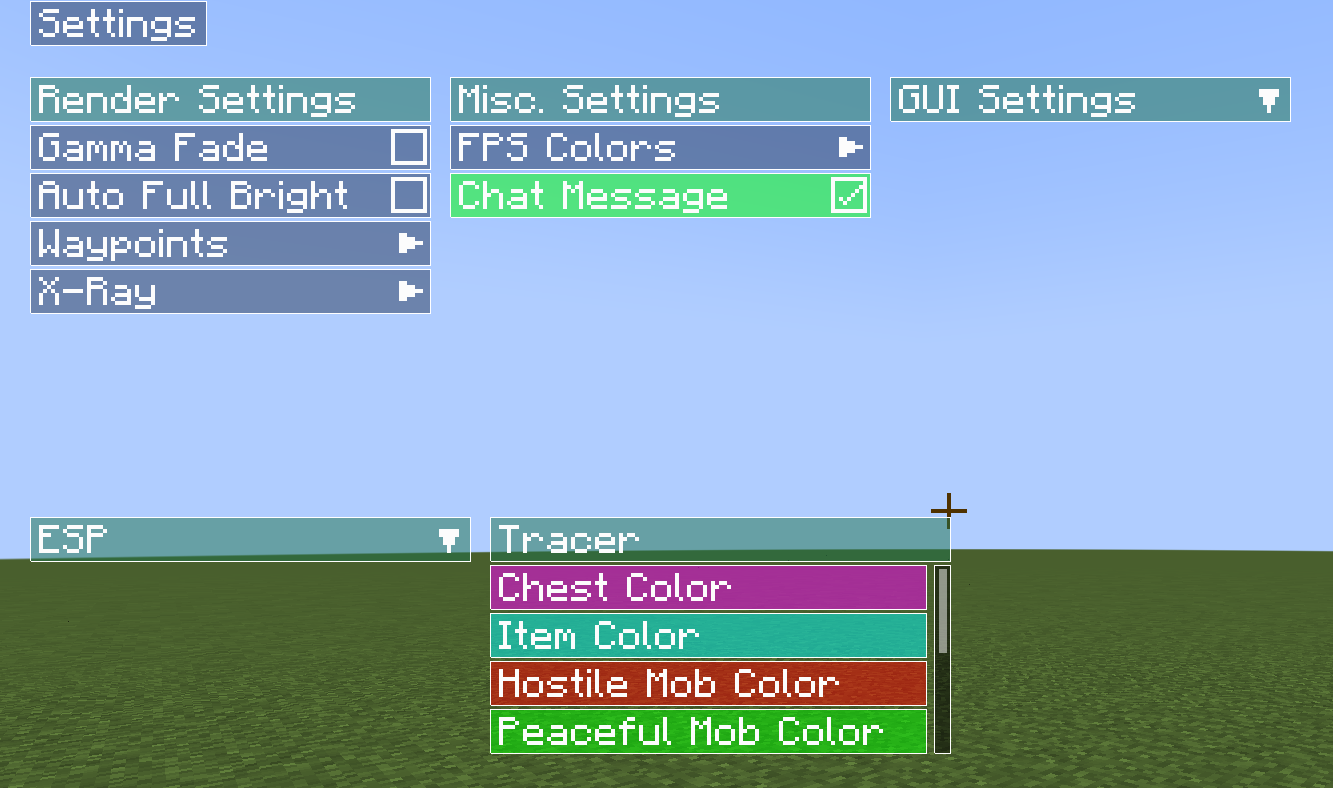 Settings
Render Settings
Gamma Fade
Auto Full Bright
Waypoints
X-Ray
Misc. Settings
FPS Colors
Chat Message
GUI Settings
ESP
Tracer
Chest Color
Item Color
Hostile Mob Color
Peaceful Mob Color